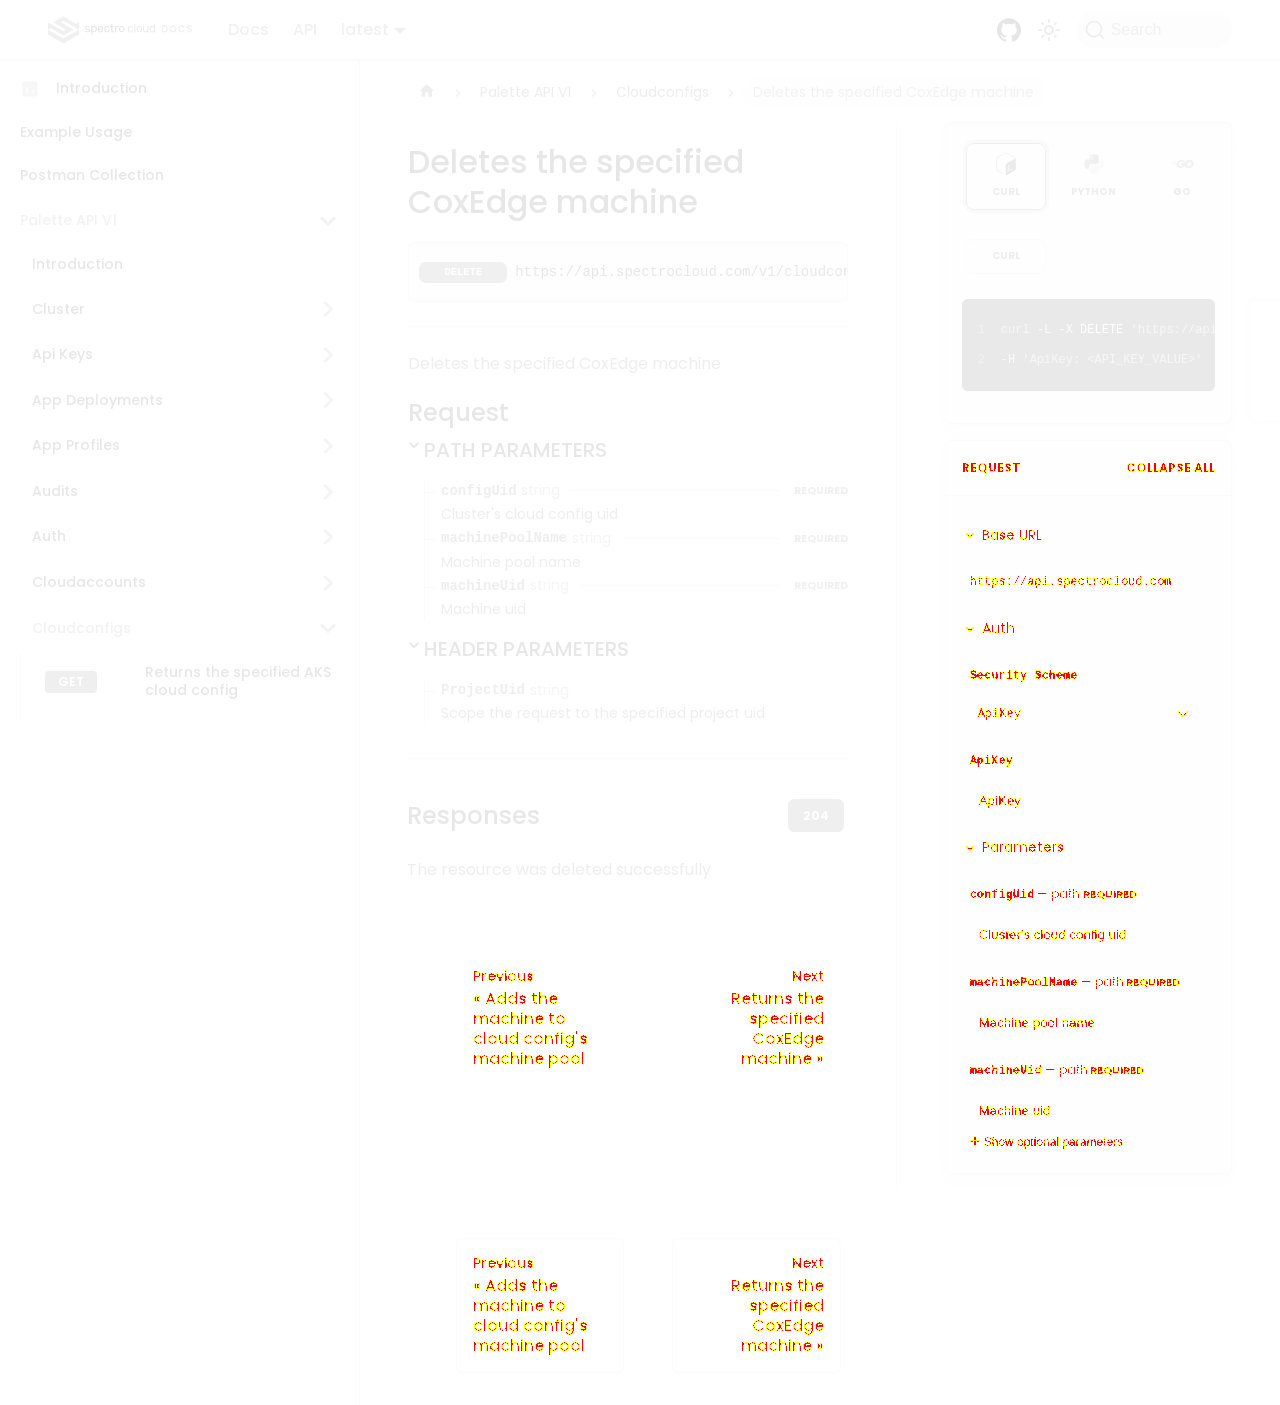 spectro cloud DOCS
Docs
API
latest
Search
Introduction
Example Usage
Postman Collection
Palette API V1
Introduction
Cluster
Api Keys
App Deployments
App Profiles
Audits
Auth
Cloudaccounts
Cloudconfigs
GET
Returns the specified AKS
cloud config
Palette API V1
Cloudconfigs
Deletes the specified CoxEdge machine
Deletes the specified
CoxEdge machine
DELETE https://api.spectrocloud.com/v1/cloudcon
Deletes the specified CoxEdge machine
Request
PATH PARAMETERS
configUid string REQUIRED
Cluster's cloud config uid
machinePoolName string REQUIRED
Machine pool name
machineUid string REQUIRED
Machine uid
HEADER PARAMETERS
ProjectUid string
Scope the request to the specified project uid
Responses
204
The resource was deleted successfully
Previous
« Adds the
machine to
cloud config's
machine pool
Next
Returns the
specified
CoxEdge
machine »
Previous
« Adds the
machine to
cloud config's
machine pool
Next
Returns the
specified
CoxEdge
machine »
CURL
PYTHON
GO
CURL
1 curl -L -X DELETE 'https://api
2 -H 'ApiKey: <API_KEY_VALUE>'
REQUEST
COLLAPSE ALL
Base URL
https://api.spectrocloud.com
Auth
Security Scheme
ApiKey
ApiKey
ApiKey
Parameters
configUid — path REQUIRED
Cluster's cloud config uid
machinePoolName — path REQUIRED
Machine pool name
machineUid — path REQUIRED
Machine uid
Show optional parameters